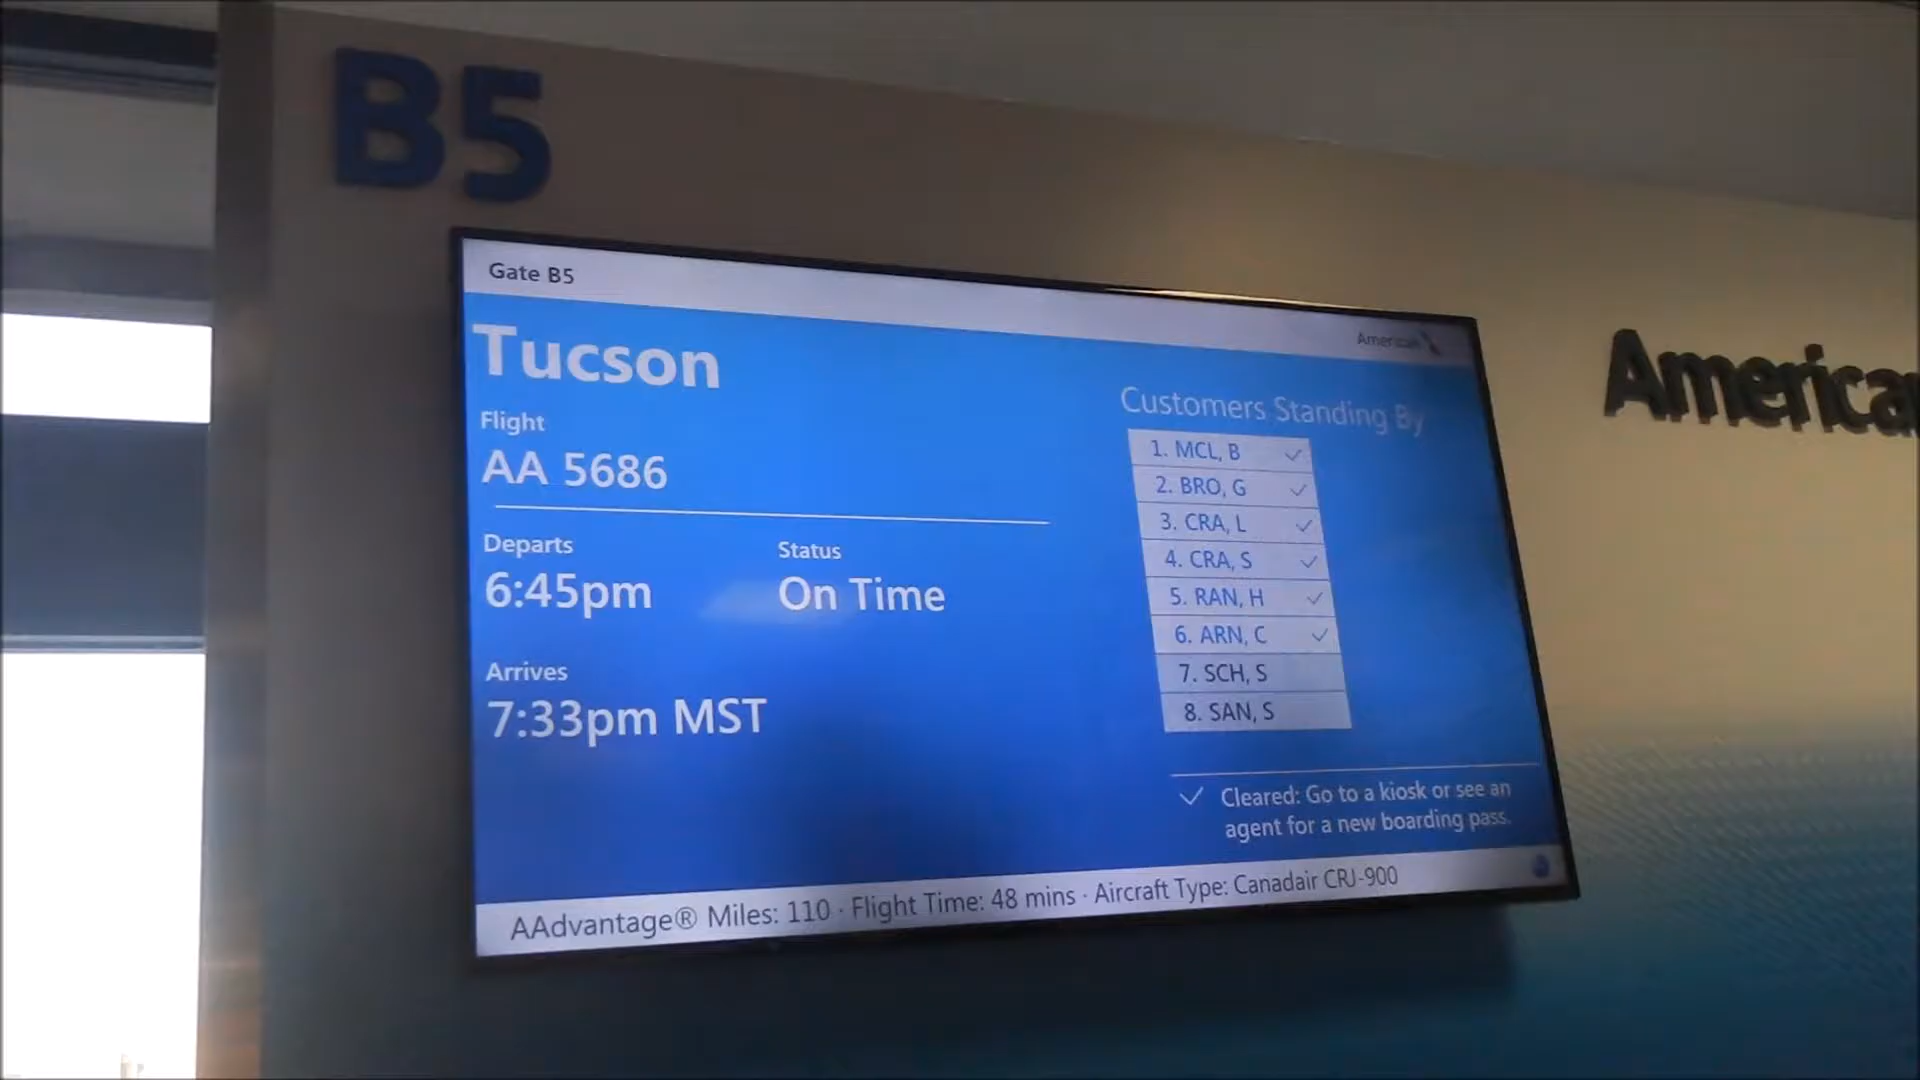 B5
Gate B5
American
Tucson
Flight
AA 5686
Departs
6:45pm
Status
On Time
Arrives
7:33pm MST
Customers Standing By
1. MCL, B ✓
2. BRO, G ✓
3. CRA, L ✓
4. CRA, S ✓
5. RAN, H ✓
6. ARN, C ✓
7. SCH, S
8. SAN, S
✓ Cleared: Go to a kiosk or see an
agent for a new boarding pass.
AAdvantage® Miles: 110 · Flight Time: 48 mins · Aircraft Type: Canadair CRJ-900
American